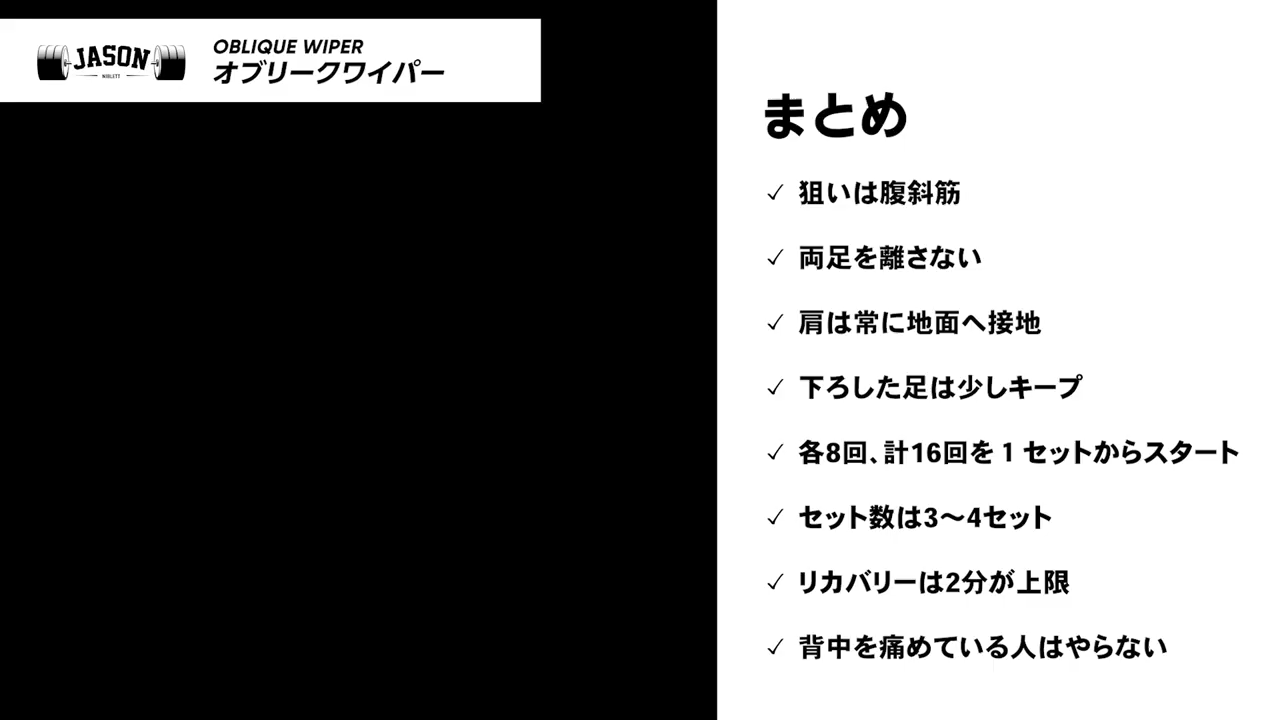 JASON
NIBLETT
OBLIQUE WIPER
オブリークワイパー
まとめ
✓ 狙いは腹斜筋
✓ 両足を離さない
✓ 肩は常に地面へ接地
✓ 下ろした足は少しキープ
✓ 各8回、計16回を1セットからスタート
✓ セット数は3〜4セット
✓ リカバリーは2分が上限
✓ 背中を痛めている人はやらない